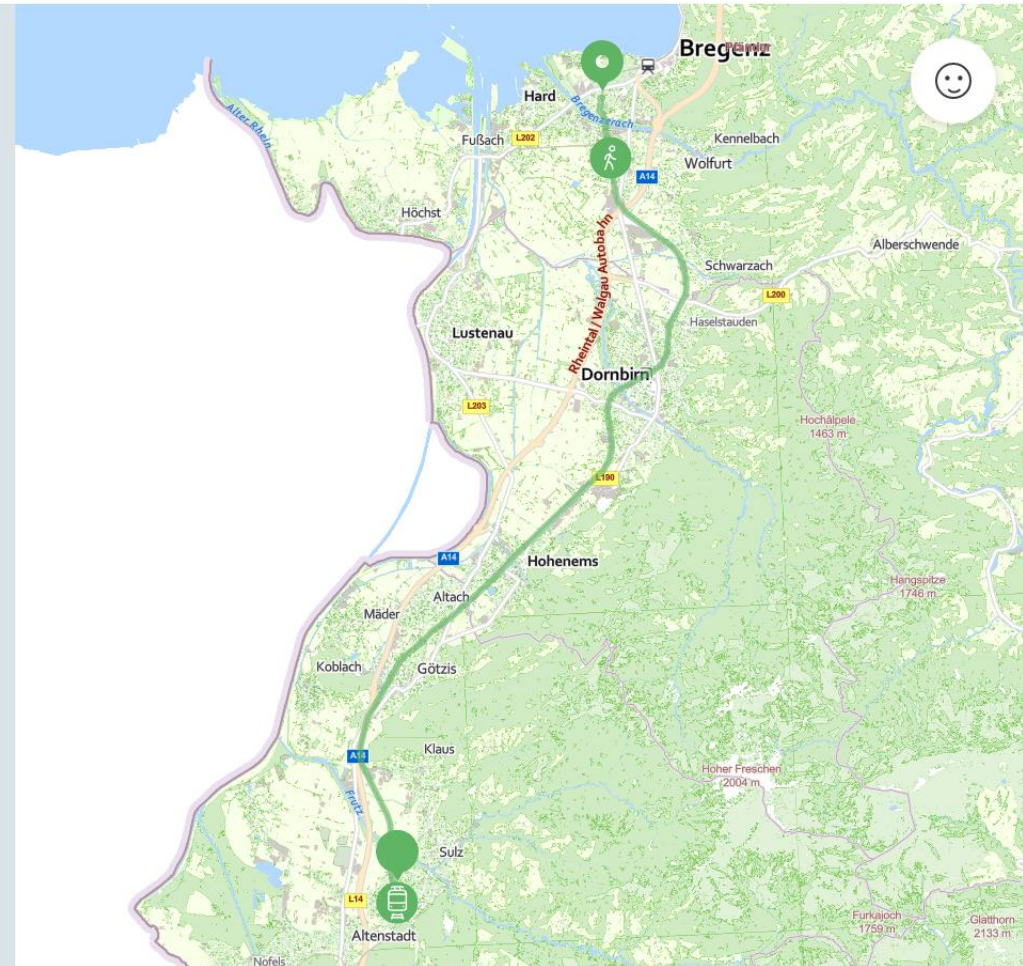 Bregenz
Hard
Bregenzerach
Alter Rhein
Fußach
L202
Kennelbach
Wolfurt
A14
Höchst
Rheintal / Walgau Autobahn
Alberschwende
Schwarzach
L200
Haselstauden
Lustenau
Dornbirn
L203
Hochälpele
1463 m
L190
A14
Hohenems
Hangspitze
1746 m
Altach
Mäder
Koblach
Götzis
A14
Klaus
Hoher Freschen
2004 m
Frutz
Sulz
L14
Furkajoch
1759 m
Glatthorn
2133 m
Altenstadt
Nofels